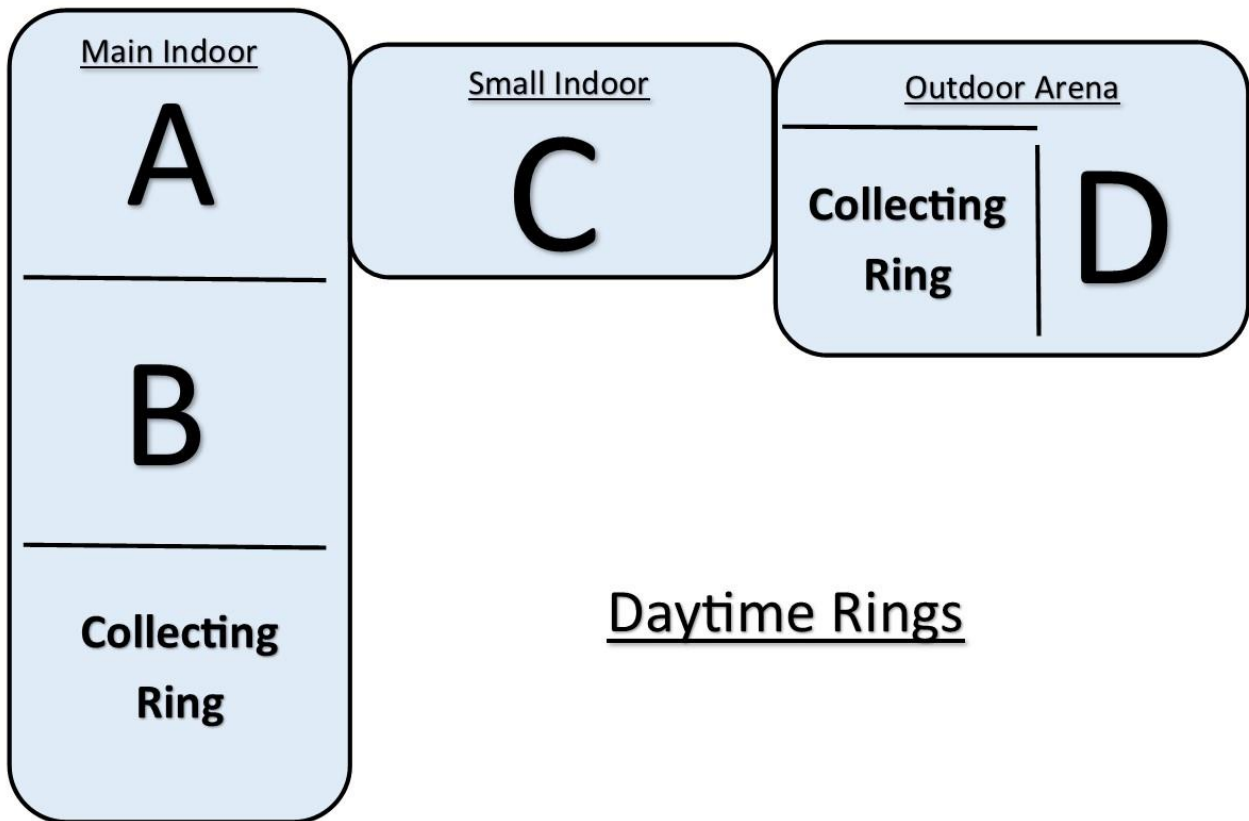 Main Indoor
A
B
Collecting
Ring
Small Indoor
C
Outdoor Arena
Collecting
Ring
D
Daytime Rings